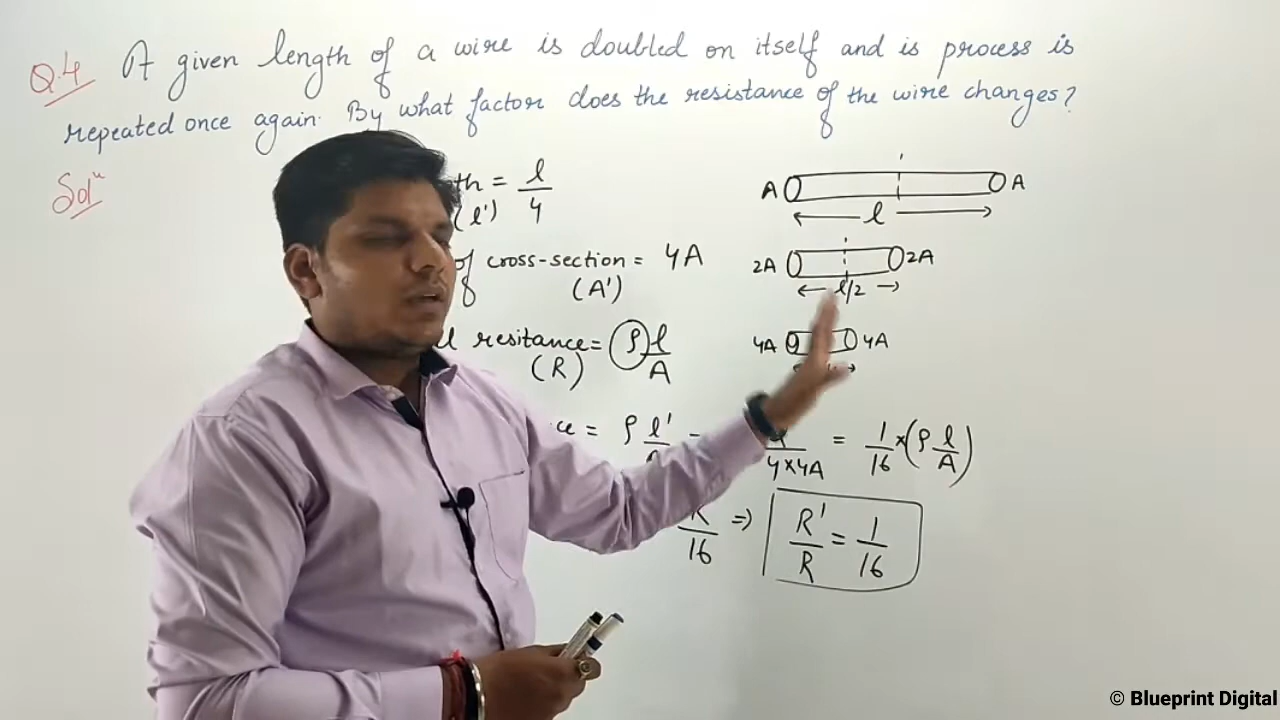 Q.4 A given length of a wire is doubled on itself and is process is
repeated once again. By what factor does the resistance of the wire changes?
Solⁿ
th = l/4
(l')
of cross-section = 4A
(A')
l resitance = ρ l/A
(R)
ce = ρ l'/
4×4A = 1/16 × (ρ l/A)
R/16 ⇒ R'/R = 1/16
A A
l
2A 2A
l/2
4A 4A
© Blueprint Digital